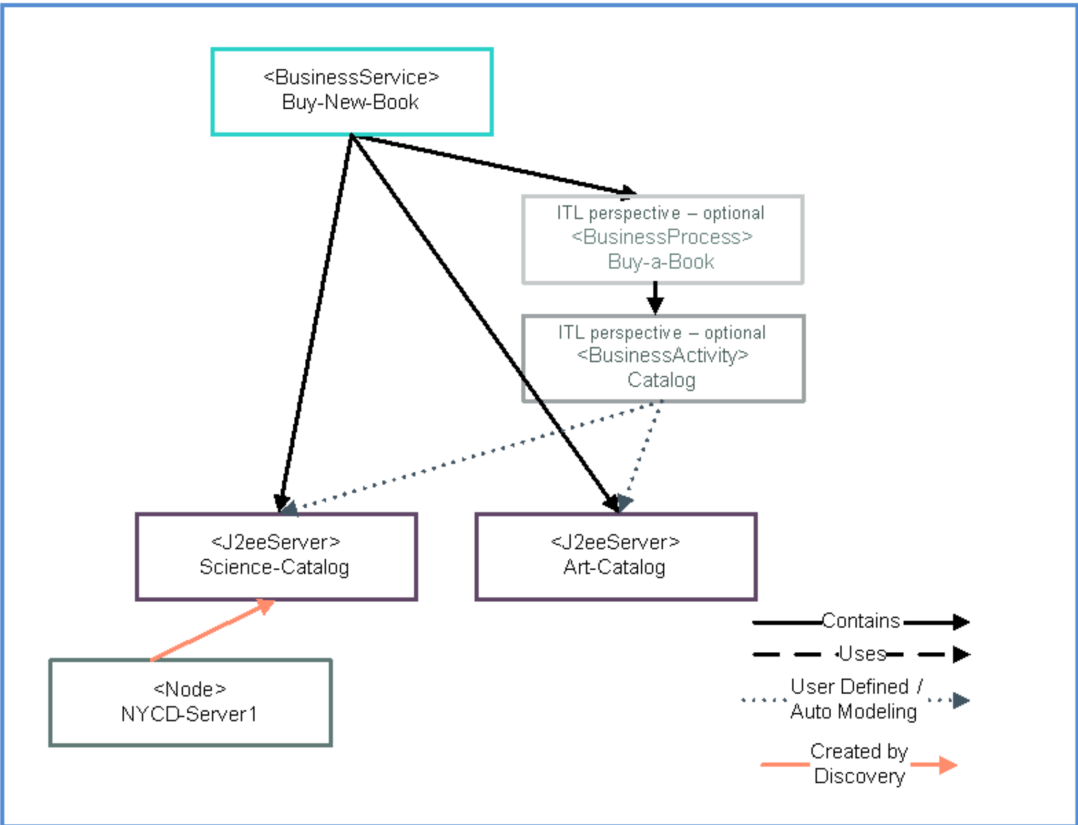 <BusinessService>
Buy-New-Book
ITL perspective – optional
<BusinessProcess>
Buy-a-Book
ITL perspective – optional
<BusinessActivity>
Catalog
<J2eeServer>
Science-Catalog
<J2eeServer>
Art-Catalog
<Node>
NYCD-Server1
Contains
Uses
User Defined /
Auto Modeling
Created by
Discovery